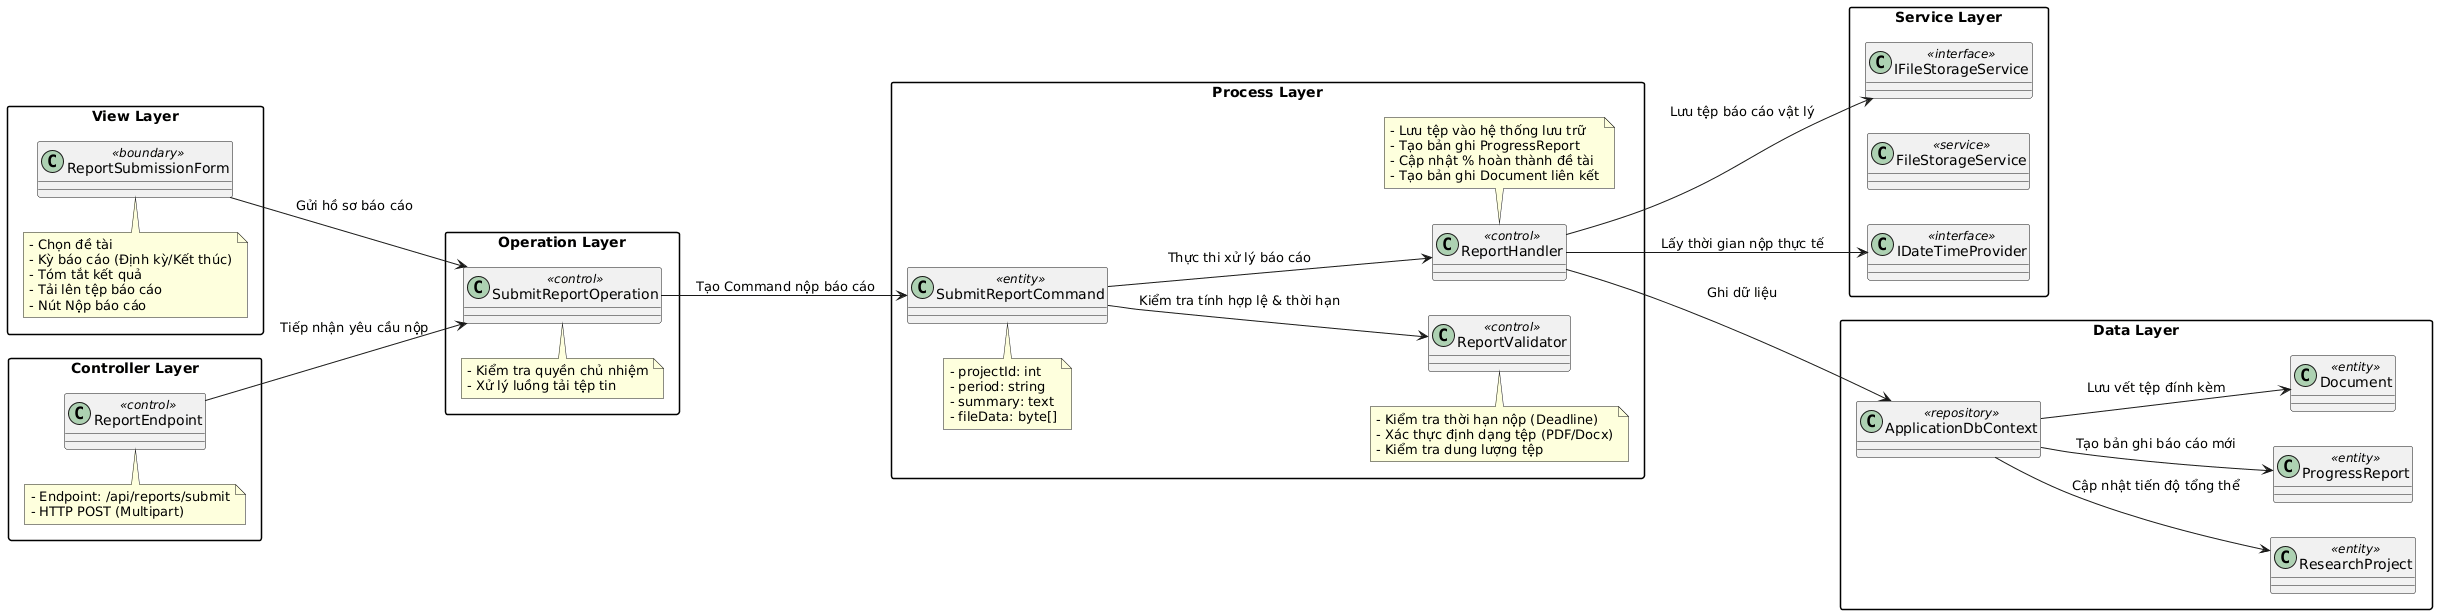 View Layer
«boundary»
C ReportSubmissionForm
- Chọn đề tài
- Kỳ báo cáo (Định kỳ/Kết thúc)
- Tóm tắt kết quả
- Tải lên tệp báo cáo
- Nút Nộp báo cáo
Controller Layer
«control»
C ReportEndpoint
- Endpoint: /api/reports/submit
- HTTP POST (Multipart)
Gửi hồ sơ báo cáo
Tiếp nhận yêu cầu nộp
Operation Layer
«control»
C SubmitReportOperation
- Kiểm tra quyền chủ nhiệm
- Xử lý luồng tải tệp tin
Tạo Command nộp báo cáo
Process Layer
«entity»
C SubmitReportCommand
- projectId: int
- period: string
- summary: text
- fileData: byte[]
Thực thi xử lý báo cáo
Kiểm tra tính hợp lệ & thời hạn
- Lưu tệp vào hệ thống lưu trữ
- Tạo bản ghi ProgressReport
- Cập nhật % hoàn thành đề tài
- Tạo bản ghi Document liên kết
«control»
C ReportHandler
«control»
C ReportValidator
- Kiểm tra thời hạn nộp (Deadline)
- Xác thực định dạng tệp (PDF/Docx)
- Kiểm tra dung lượng tệp
Lưu tệp báo cáo vật lý
Lấy thời gian nộp thực tế
Ghi dữ liệu
Service Layer
«interface»
C IFileStorageService
«service»
C FileStorageService
«interface»
C IDateTimeProvider
Data Layer
«repository»
C ApplicationDbContext
Lưu vết tệp đính kèm
Tạo bản ghi báo cáo mới
Cập nhật tiến độ tổng thể
«entity»
C Document
«entity»
C ProgressReport
«entity»
C ResearchProject